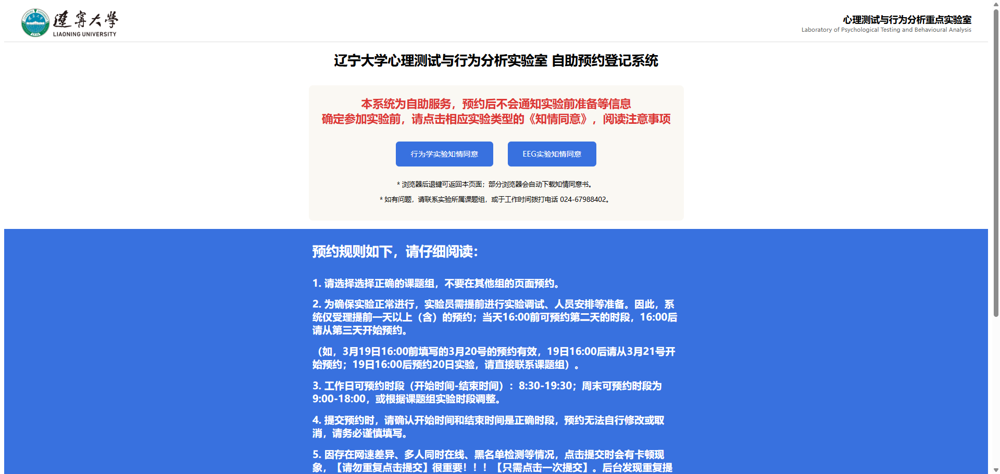 遼寧大學
LIAONING UNIVERSITY
心理测试与行为分析重点实验室
Laboratory of Psychological Testing and Behavioural Analysis
辽宁大学心理测试与行为分析实验室 自助预约登记系统
本系统为自助服务，预约后不会通知实验前准备等信息
确定参加实验前，请点击相应实验类型的《知情同意》，阅读注意事项
行为学实验知情同意
EEG实验知情同意
* 浏览器后退键可返回本页面；部分浏览器会自动下载知情同意书。
* 如有问题，请联系实验所属课题组，或于工作时间拨打电话 024-67988402。
预约规则如下，请仔细阅读：
1. 请选择选择正确的课题组，不要在其他组的页面预约。
2. 为确保实验正常进行，实验员需提前进行实验调试、人员安排等准备。因此，系
统仅受理提前一天以上（含）的预约；当天16:00前可预约第二天的时段，16:00后
请从第三天开始预约。
（如，3月19日16:00前填写的3月20号的预约有效，19日16:00后请从3月21号开
始预约；19日16:00后预约20日实验，请直接联系课题组）。
3. 工作日可预约时段（开始时间-结束时间）：8:30-19:30；周末可预约时段为
9:00-18:00，或根据课题组实验时段调整。
4. 提交预约时，请确认开始时间和结束时间是正确时段，预约无法自行修改或取
消，请务必谨慎填写。
5. 因存在网速差异、多人同时在线、黑名单检测等情况，点击提交时会有卡顿现
象，【请勿重复点击提交】很重要！！！【只需点击一次提交】。后台发现重复提